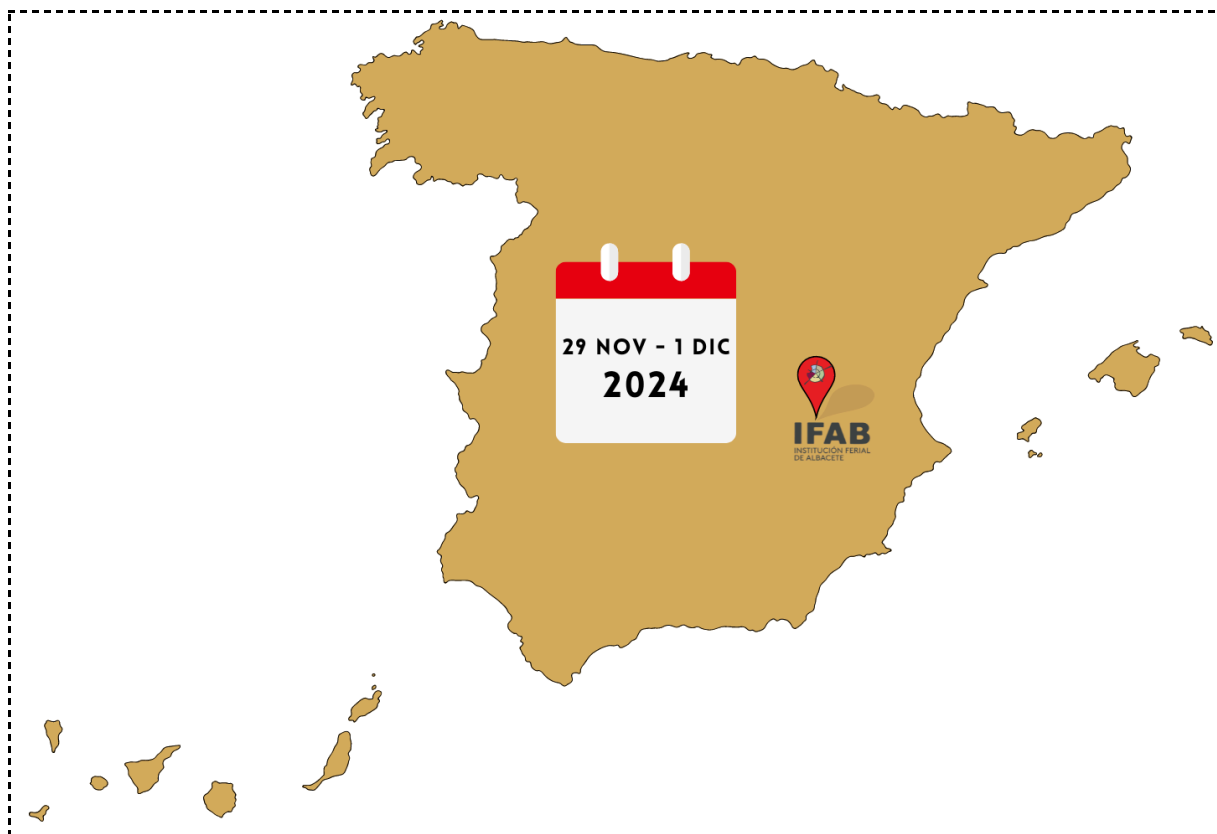 29 NOV - 1 DIC
2024
IFAB
INSTITUCIÓN FERIAL
DE ALBACETE